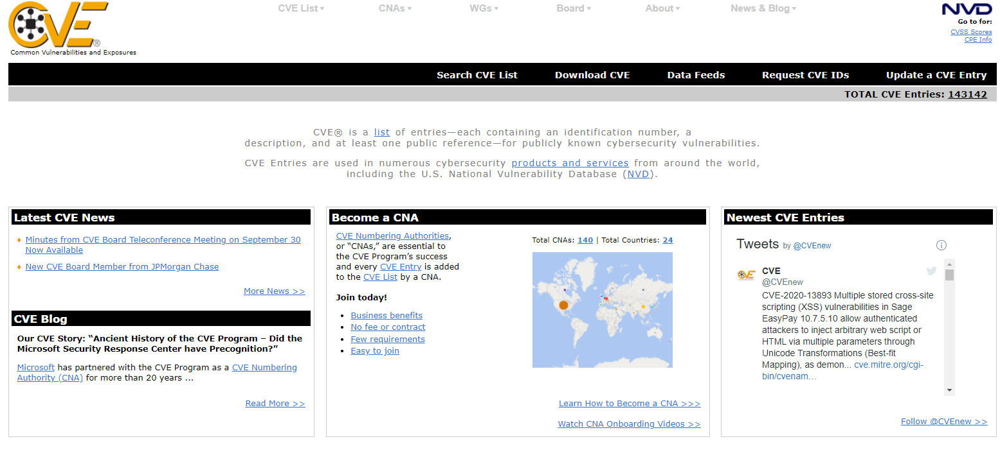 CVE®
Common Vulnerabilities and Exposures
CVE List
CNAs
WGs
Board
About
News & Blog
NVD
Go to for:
CVSS Scores
CPE Info
Search CVE List
Download CVE
Data Feeds
Request CVE IDs
Update a CVE Entry
TOTAL CVE Entries: 143142
CVE® is a list of entries—each containing an identification number, a
description, and at least one public reference—for publicly known cybersecurity vulnerabilities.
CVE Entries are used in numerous cybersecurity products and services from around the world,
including the U.S. National Vulnerability Database (NVD).
Latest CVE News
Minutes from CVE Board Teleconference Meeting on September 30
Now Available
New CVE Board Member from JPMorgan Chase
More News >>
CVE Blog
Our CVE Story: “Ancient History of the CVE Program – Did the
Microsoft Security Response Center have Precognition?”
Microsoft has partnered with the CVE Program as a CVE Numbering
Authority (CNA) for more than 20 years ...
Read More >>
Become a CNA
CVE Numbering Authorities,
or “CNAs,” are essential to
the CVE Program’s success
and every CVE Entry is added
to the CVE List by a CNA.
Join today!
Business benefits
No fee or contract
Few requirements
Easy to join
Total CNAs: 140 | Total Countries: 24
Learn How to Become a CNA >>>
Watch CNA Onboarding Videos >>
Newest CVE Entries
Tweets by @CVEnew
CVE
@CVEnew
CVE-2020-13893 Multiple stored cross-site
scripting (XSS) vulnerabilities in Sage
EasyPay 10.7.5.10 allow authenticated
attackers to inject arbitrary web script or
HTML via multiple parameters through
Unicode Transformations (Best-fit
Mapping), as demon... cve.mitre.org/cgi-
bin/cvenam…
Follow @CVEnew >>